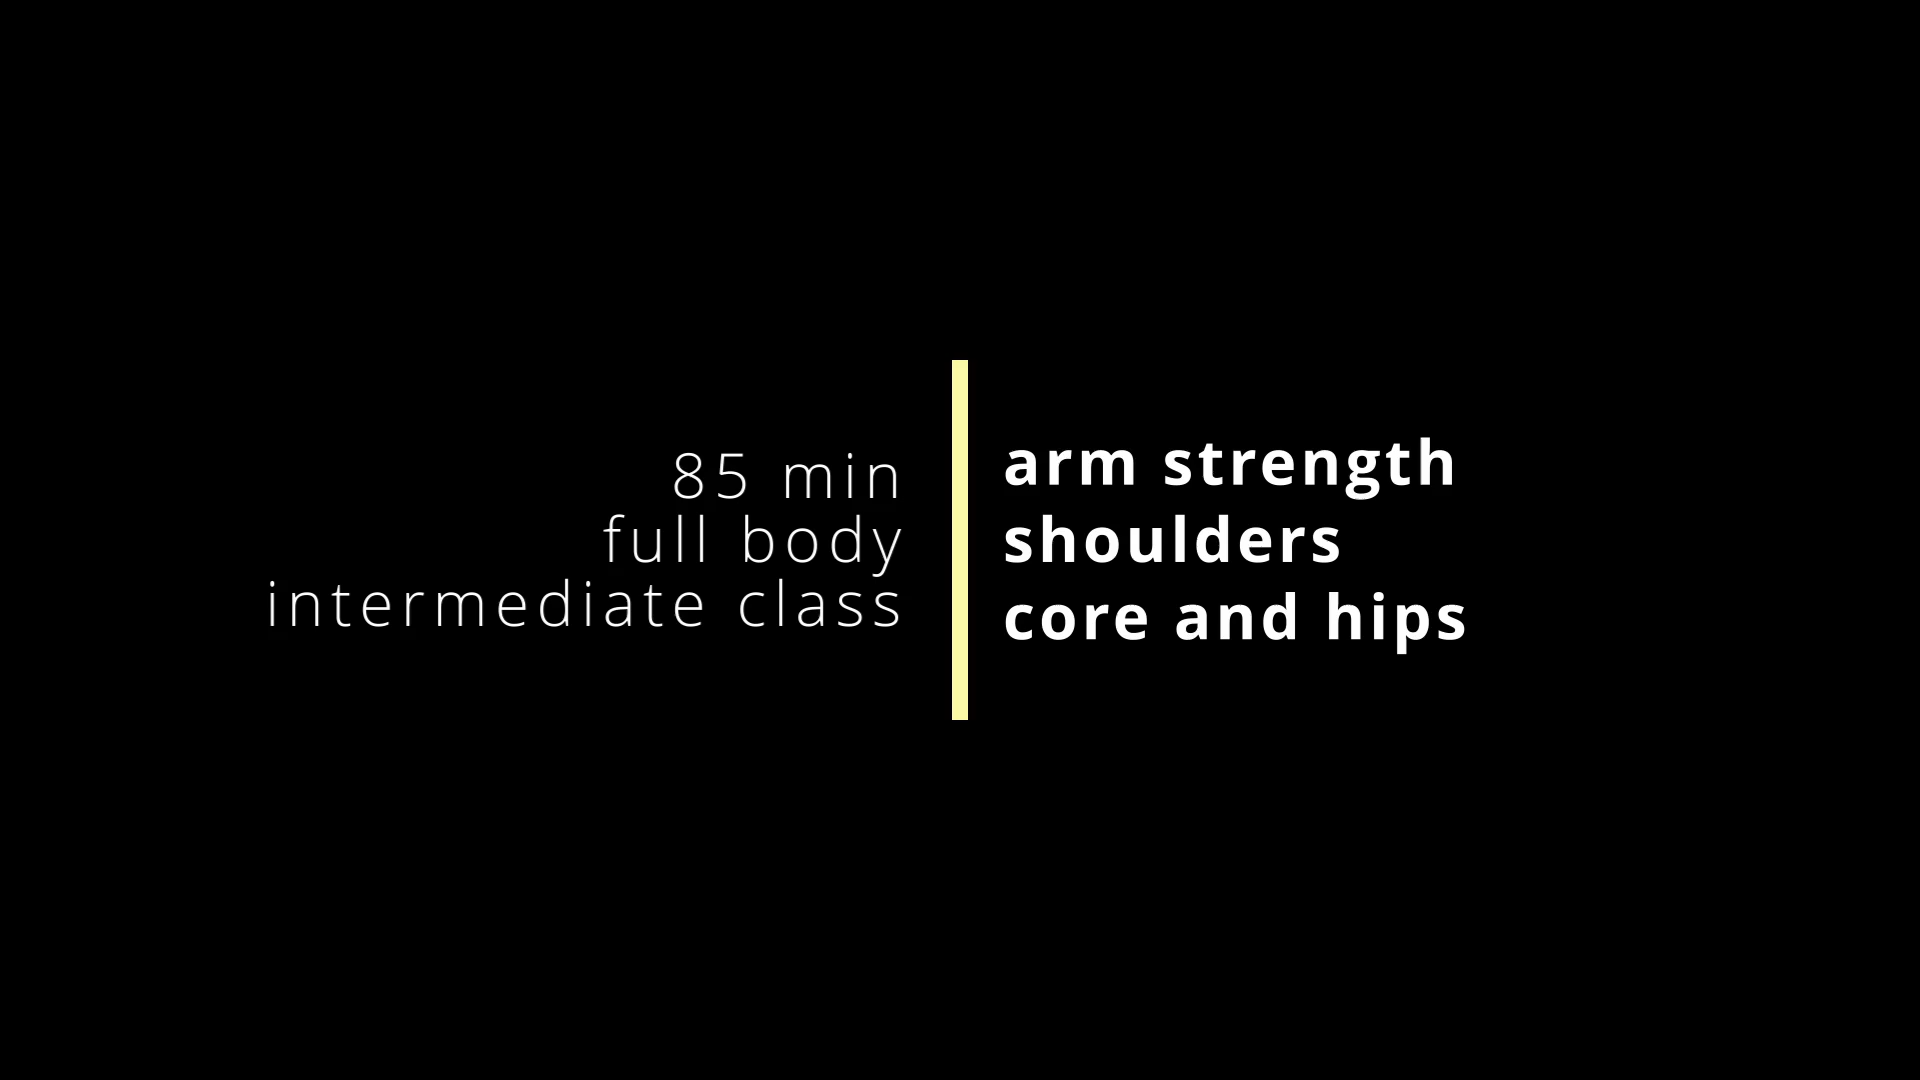 85 min
full body
intermediate class
arm strength
shoulders
core and hips